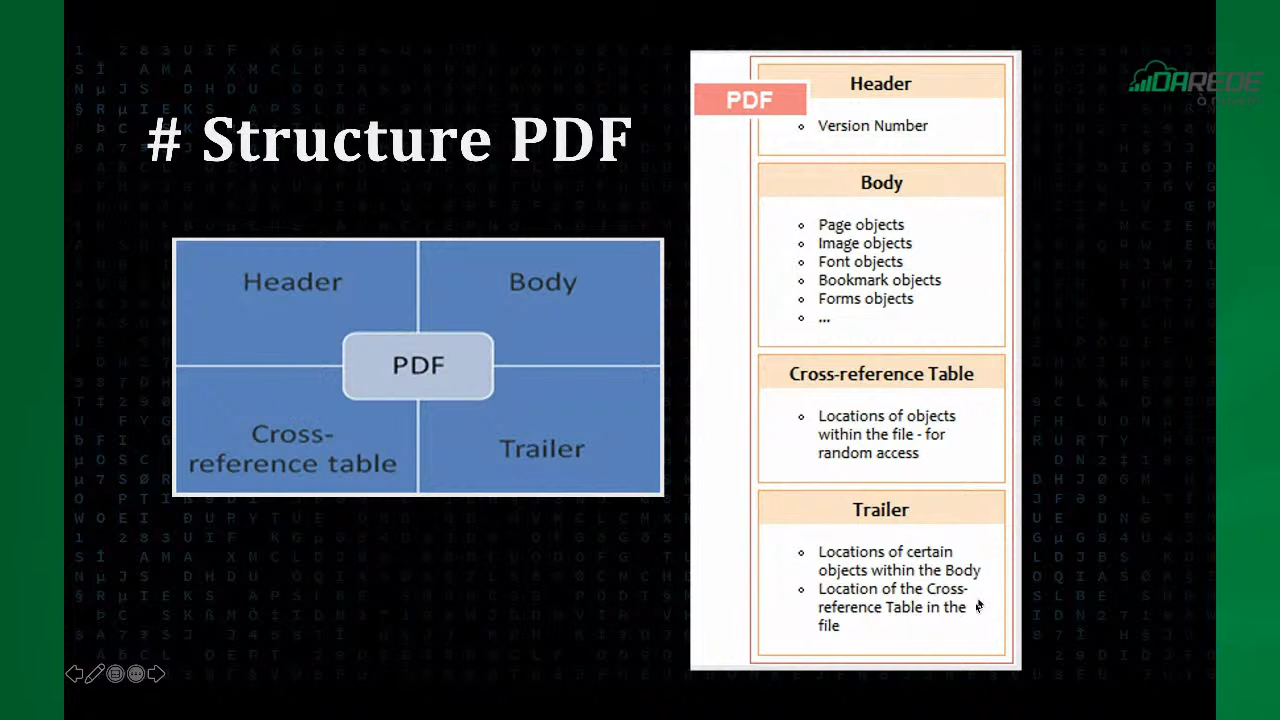 # Structure PDF
Header
Body
PDF
Cross-
reference table
Trailer
PDF
Header
Version Number
Body
Page objects
Image objects
Font objects
Bookmark objects
Forms objects
...
Cross-reference Table
Locations of objects
within the file - for
random access
Trailer
Locations of certain
objects within the Body
Location of the Cross-
reference Table in the
file
DAREDE